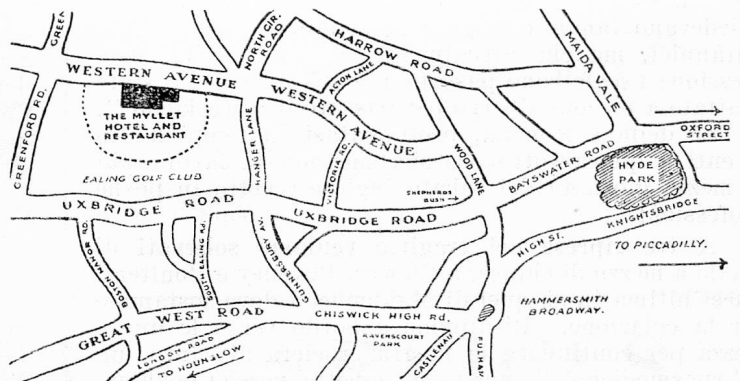 GREEN
NORTH CIR.
ROAD
HARROW ROAD
MAIDA VALE
WESTERN AVENUE
ACTON LANE
WESTERN AVENUE
OXFORD
STREET
GREENFORD RD.
THE MYLLET
HOTEL AND
RESTAURANT
HANGER LANE
VICTORIA RD.
WOOD LANE
BAYSWATER ROAD
HYDE
PARK
EALING GOLF CLUB
SHEPHERDS
BUSH
UXBRIDGE ROAD
UXBRIDGE ROAD
KNIGHTSBRIDGE
HIGH ST.
TO PICCADILLY.
BOSTON MANOR RD.
SOUTH EALING RD.
GUNNERSBURY AV.
GREAT WEST ROAD
CHISWICK HIGH RD.
HAMMERSMITH
BROADWAY.
LONDON ROAD
TO HOUNSLOW
RAVENSCOURT
PARK
CASTLENAU
FULHAM